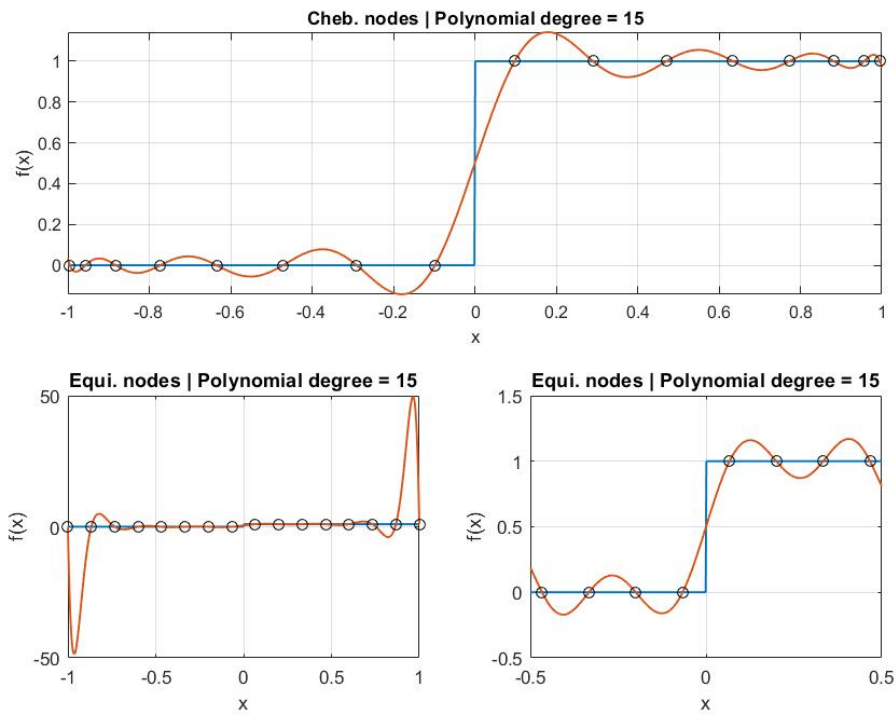 Cheb. nodes | Polynomial degree = 15
f(x)
1
0.8
0.6
0.4
0.2
0
-1 -0.8 -0.6 -0.4 -0.2 0 0.2 0.4 0.6 0.8 1
x
Equi. nodes | Polynomial degree = 15
f(x)
50
0
-50
-1 -0.5 0 0.5 1
x
Equi. nodes | Polynomial degree = 15
f(x)
1.5
1
0.5
0
-0.5
-0.5 0 0.5
x